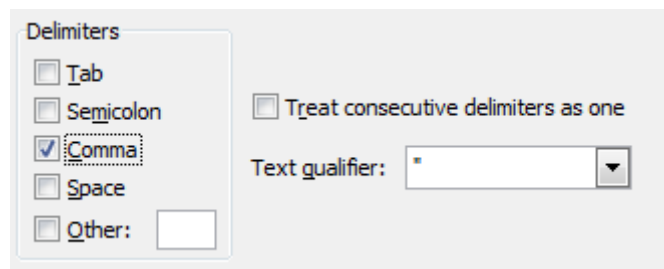 Delimiters
Tab
Semicolon
Comma
Space
Other:
Treat consecutive delimiters as one
Text qualifier: "